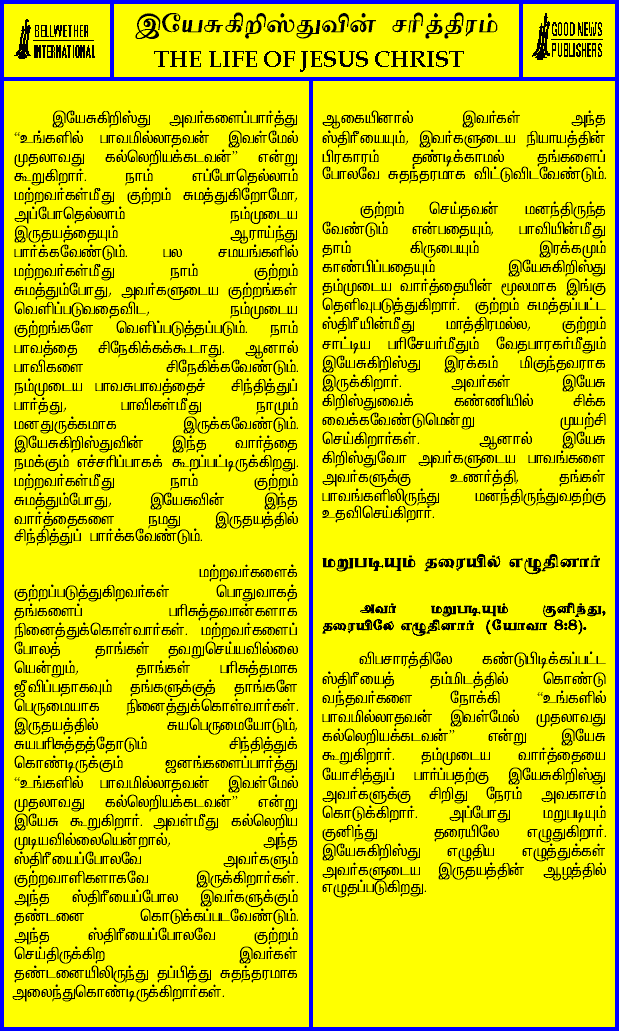 BELLWETHER
INTERNATIONAL
இயேசுகிறிஸ்துவின் சரித்திரம்
THE LIFE OF JESUS CHRIST
GOOD NEWS
PUBLISHERS
இயேசுகிறிஸ்து அவர்களைப்பார்த்து
“உங்களில் பாவமில்லாதவன் இவள்மேல்
முதலாவது கல்லெறியக்கடவன்” என்று
கூறுகிறார். நாம் எப்போதெல்லாம்
மற்றவர்கள்மீது குற்றம் சுமத்துகிறோமோ,
அப்போதெல்லாம் நம்முடைய
இருதயத்தையும் ஆராய்ந்து
பார்க்கவேண்டும். பல சமயங்களில்
மற்றவர்கள்மீது நாம் குற்றம்
சுமத்தும்போது, அவர்களுடைய குற்றங்கள்
வெளிப்படுவதைவிட, நம்முடைய
குற்றங்களே வெளிப்படுத்தப்படும். நாம்
பாவத்தை சிநேகிக்கக்கூடாது. ஆனால்
பாவிகளை சிநேகிக்கவேண்டும்.
நம்முடைய பாவசுபாவத்தைச் சிந்தித்துப்
பார்த்து, பாவிகள்மீது நாமும்
மனதுருக்கமாக இருக்கவேண்டும்.
இயேசுகிறிஸ்துவின் இந்த வார்த்தை
நமக்கும் எச்சரிப்பாகக் கூறப்பட்டிருக்கிறது.
மற்றவர்கள்மீது நாம் குற்றம்
சுமத்தும்போது, இயேசுவின் இந்த
வார்த்தைகளை நமது இருதயத்தில்
சிந்தித்துப் பார்க்கவேண்டும்.
மற்றவர்களைக்
குற்றப்படுத்துகிறவர்கள் பொதுவாகத்
தங்களைப் பரிசுத்தவான்களாக
நினைத்துக்கொள்வார்கள். மற்றவர்களைப்
போலத் தாங்கள் தவறுசெய்யவில்லை
யென்றும், தாங்கள் பரிசுத்தமாக
ஜீவிப்பதாகவும் தங்களுக்குத் தாங்களே
பெருமையாக நினைத்துக்கொள்வார்கள்.
இருதயத்தில் சுயபெருமையோடும்,
சுயபரிசுத்தத்தோடும் சிந்தித்துக்
கொண்டிருக்கும் ஜனங்களைப்பார்த்து
“உங்களில் பாவமில்லாதவன் இவள்மேல்
முதலாவது கல்லெறியக்கடவன்” என்று
இயேசு கூறுகிறார். அவள்மீது கல்லெறிய
முடியவில்லையென்றால், அந்த
ஸ்திரீயைப்போலவே அவர்களும்
குற்றவாளிகளாகவே இருக்கிறார்கள்.
அந்த ஸ்திரீயைப்போல இவர்களுக்கும்
தண்டனை கொடுக்கப்படவேண்டும்.
அந்த ஸ்திரீயைப்போலவே குற்றம்
செய்திருக்கிற இவர்கள்
தண்டனையிலிருந்து தப்பித்து சுதந்தரமாக
அலைந்துகொண்டிருக்கிறார்கள்.
ஆகையினால் இவர்கள் அந்த
ஸ்திரீயையும், இவர்களுடைய நியாயத்தின்
பிரகாரம் தண்டிக்காமல் தங்களைப்
போலவே சுதந்தரமாக விட்டுவிடவேண்டும்.
குற்றம் செய்தவன் மனந்திருந்த
வேண்டும் என்பதையும், பாவியின்மீது
தாம் கிருபையும் இரக்கமும்
காண்பிப்பதையும் இயேசுகிறிஸ்து
தம்முடைய வார்த்தையின் மூலமாக இங்கு
தெளிவுபடுத்துகிறார். குற்றம் சுமத்தப்பட்ட
ஸ்திரீயின்மீது மாத்திரமல்ல, குற்றம்
சாட்டிய பரிசேயர்மீதும் வேதபாரகர்மீதும்
இயேசுகிறிஸ்து இரக்கம் மிகுந்தவராக
இருக்கிறார். அவர்கள் இயேசு
கிறிஸ்துவைக் கண்ணியில் சிக்க
வைக்கவேண்டுமென்று முயற்சி
செய்கிறார்கள். ஆனால் இயேசு
கிறிஸ்துவோ அவர்களுடைய பாவங்களை
அவர்களுக்கு உணர்த்தி, தங்கள்
பாவங்களிலிருந்து மனந்திருந்துவதற்கு
உதவிசெய்கிறார்.
மறுபடியும் தரையில் எழுதினார்
அவர் மறுபடியும் குனிந்து,
தரையிலே எழுதினார் (யோவா 8:8).
விபசாரத்திலே கண்டுபிடிக்கப்பட்ட
ஸ்திரீயைத் தம்மிடத்தில் கொண்டு
வந்தவர்களை நோக்கி “உங்களில்
பாவமில்லாதவன் இவள்மேல் முதலாவது
கல்லெறியக்கடவன்” என்று இயேசு
கூறுகிறார். தம்முடைய வார்த்தையை
யோசித்துப் பார்ப்பதற்கு இயேசுகிறிஸ்து
அவர்களுக்கு சிறிது நேரம் அவகாசம்
கொடுக்கிறார். அப்போது மறுபடியும்
குனிந்து தரையிலே எழுதுகிறார்.
இயேசுகிறிஸ்து எழுதிய எழுத்துக்கள்
அவர்களுடைய இருதயத்தின் ஆழத்தில்
எழுதப்படுகிறது.